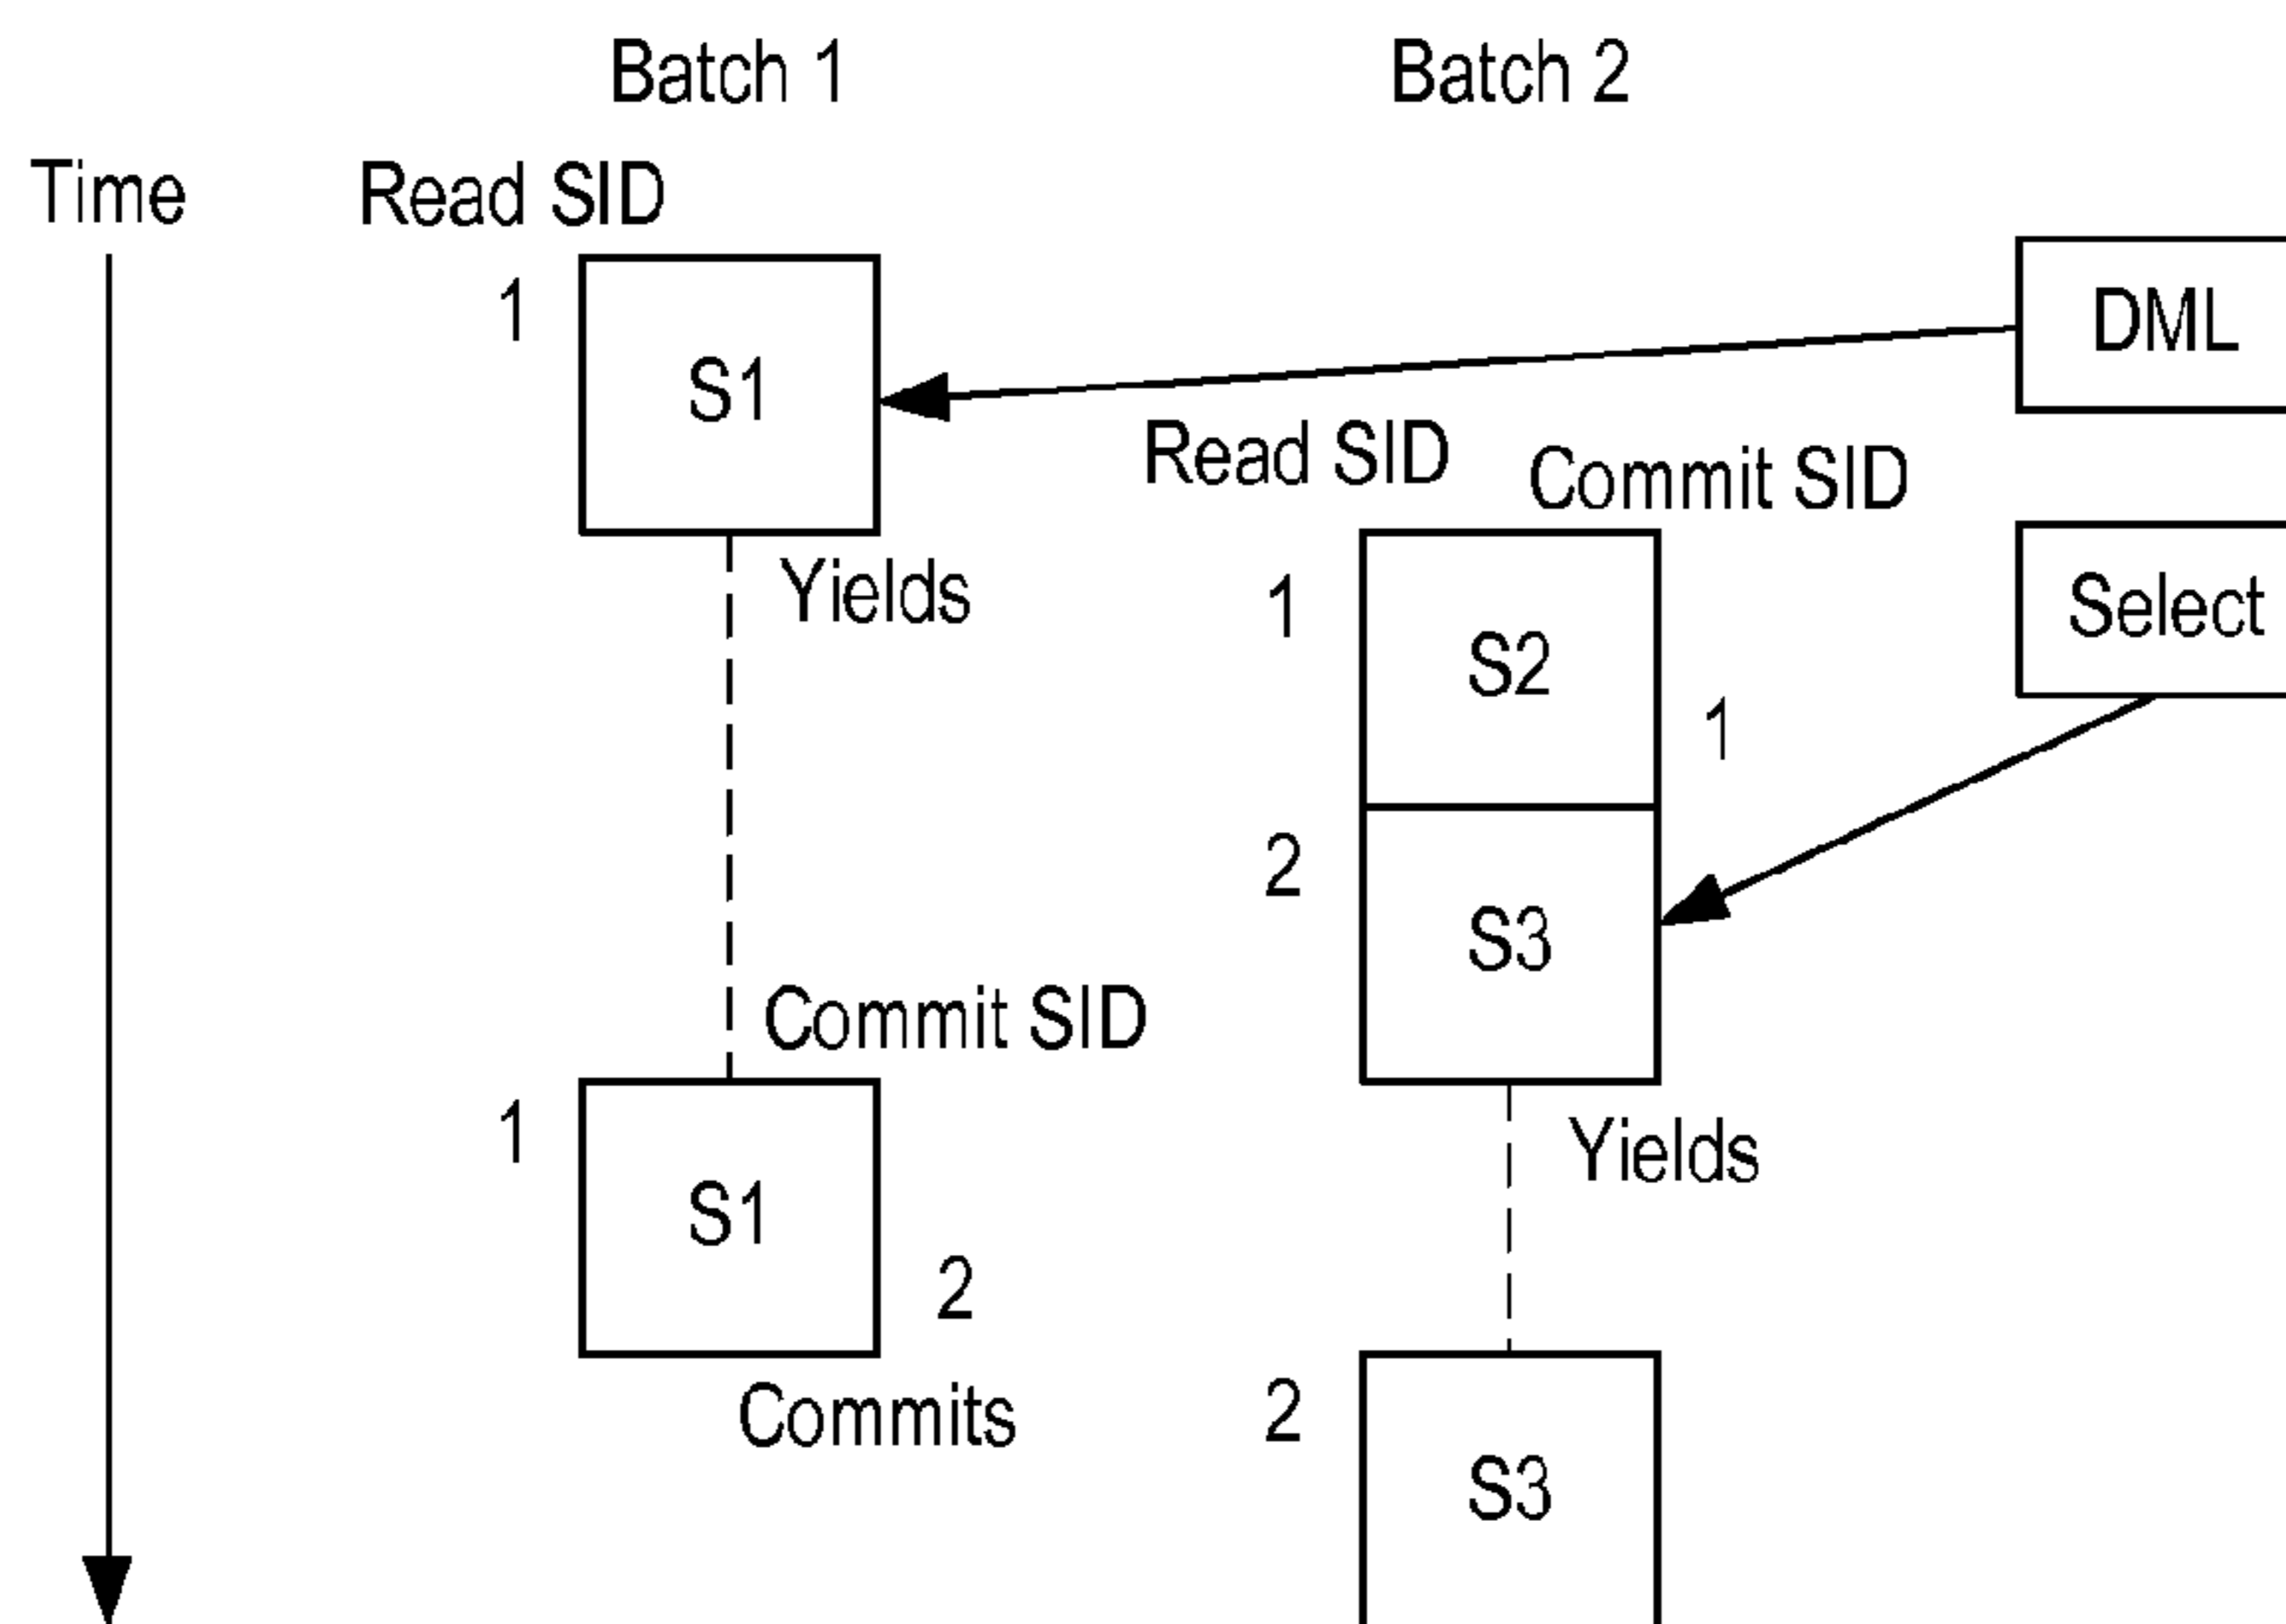 Batch 1
Batch 2
Time
Read SID
1
S1
DML
Read SID
Commit SID
Yields
1
S2
Select
1
2
S3
Commit SID
1
S1
Yields
2
Commits
2
S3